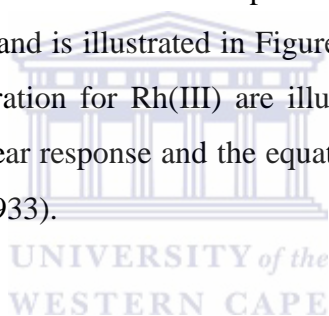 and is illustrated in Figure
ration for Rh(III) are illu
ear response and the equat
933).
UNIVERSITY of the
WESTERN CAPE